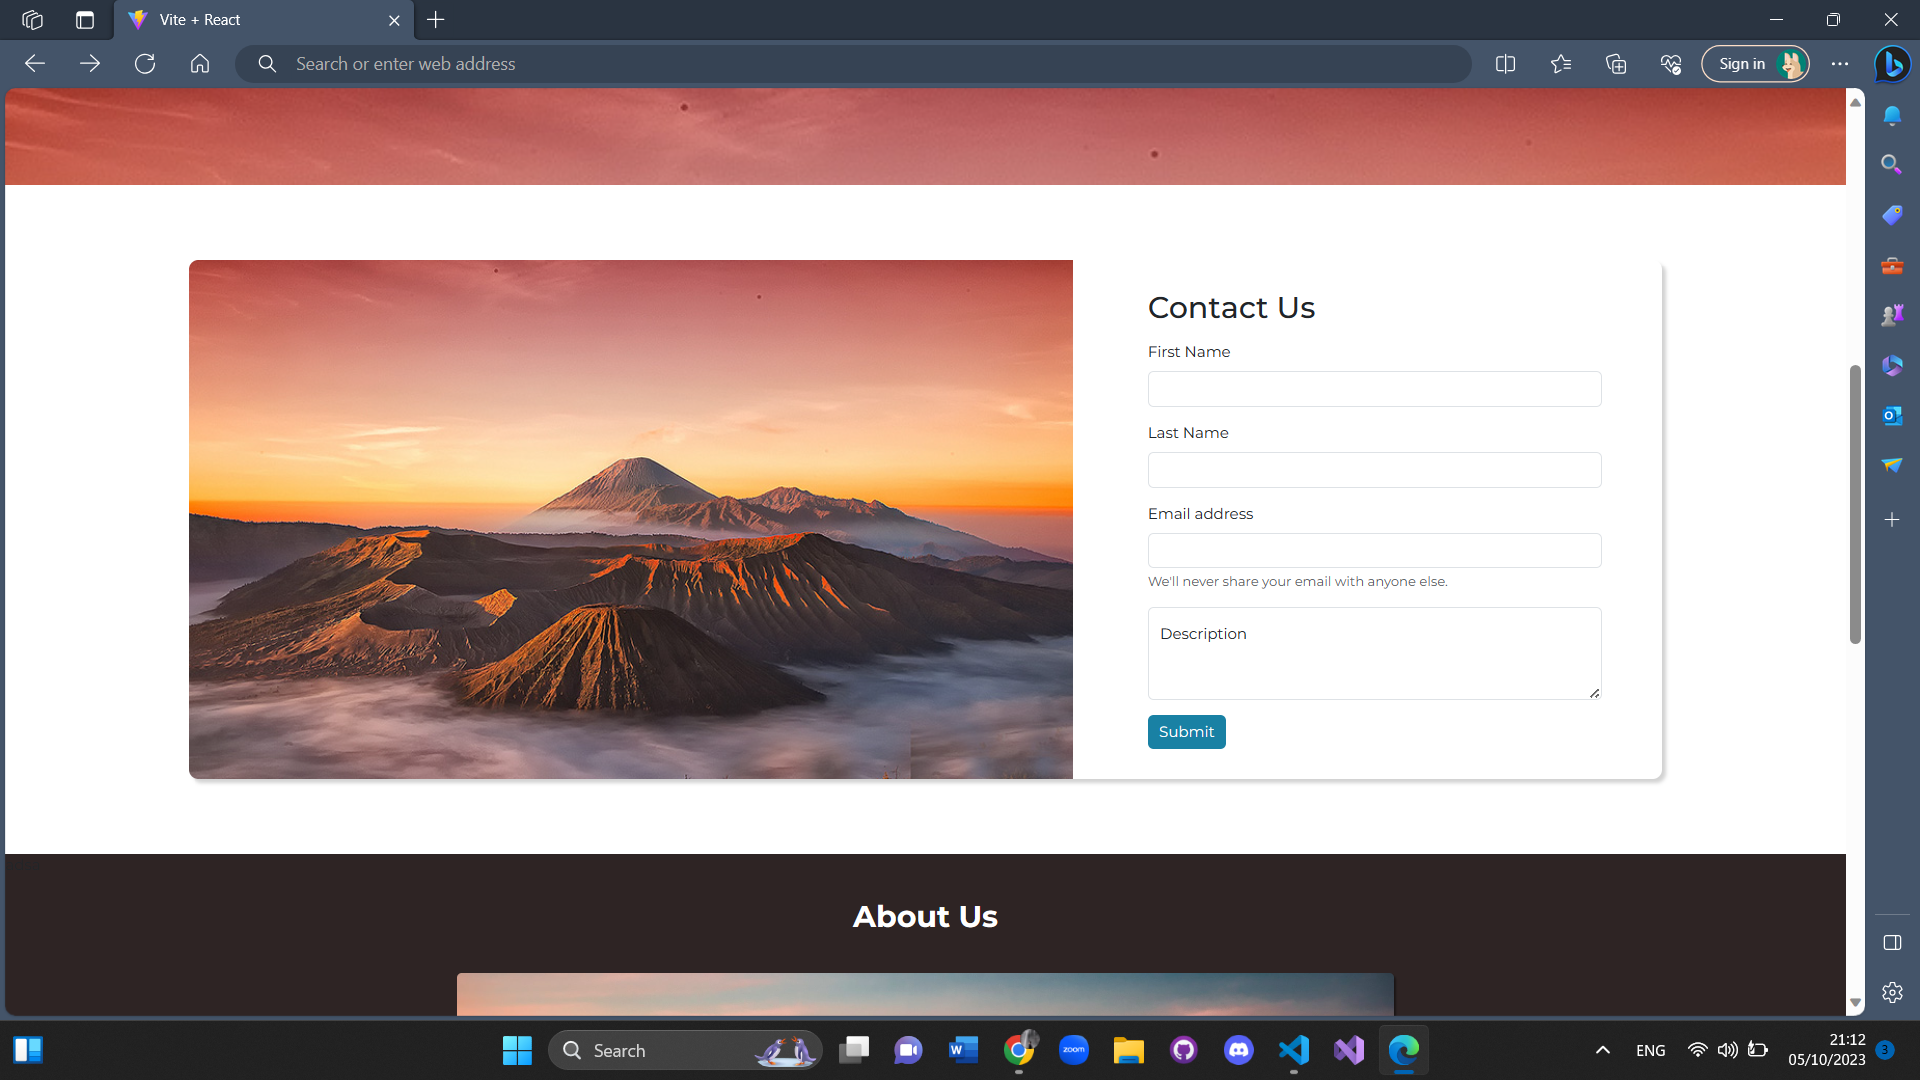 Vite + React
Search or enter web address
Sign in
Contact Us
First Name
Last Name
Email address
We'll never share your email with anyone else.
Description
Submit
About Us
Search
W
zoom
ENG
21:12
05/10/2023
3